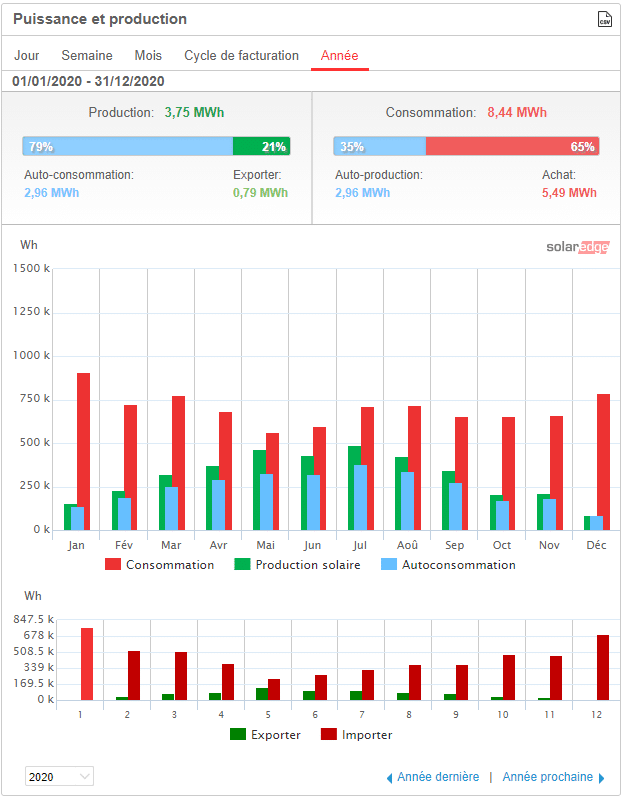 Puissance et production
CSV
Jour Semaine Mois Cycle de facturation Année
01/01/2020 - 31/12/2020
Production: 3,75 MWh
79% 21%
Auto-consommation: Exporter:
2,96 MWh 0,79 MWh
Consommation: 8,44 MWh
35% 65%
Auto-production: Achat:
2,96 MWh 5,49 MWh
Wh
solaredge
1500 k
1250 k
1000 k
750 k
500 k
250 k
0 k
Jan Fév Mar Avr Mai Jun Jul Aoû Sep Oct Nov Déc
Consommation Production solaire Autoconsommation
Wh
847.5 k
678 k
508.5 k
339 k
169.5 k
0 k
1 2 3 4 5 6 7 8 9 10 11 12
Exporter Importer
2020
Année dernière | Année prochaine